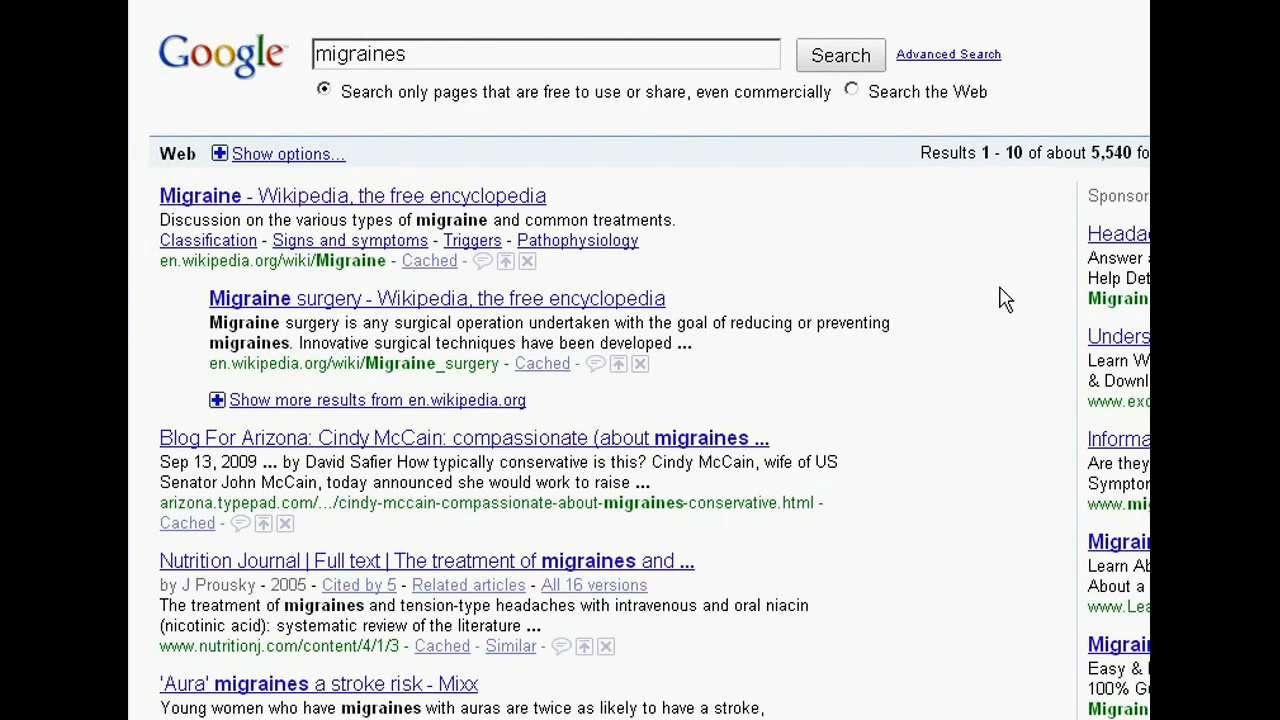 Google migraines Search Advanced Search
Search only pages that are free to use or share, even commercially Search the Web
Web Show options... Results 1 - 10 of about 5,540 fo
Migraine - Wikipedia, the free encyclopedia
Discussion on the various types of migraine and common treatments.
Classification - Signs and symptoms - Triggers - Pathophysiology
en.wikipedia.org/wiki/Migraine - Cached -
Migraine surgery - Wikipedia, the free encyclopedia
Migraine surgery is any surgical operation undertaken with the goal of reducing or preventing
migraines. Innovative surgical techniques have been developed ...
en.wikipedia.org/wiki/Migraine_surgery - Cached -
Show more results from en.wikipedia.org
Blog For Arizona: Cindy McCain: compassionate (about migraines ...
Sep 13, 2009 ... by David Safier How typically conservative is this? Cindy McCain, wife of US
Senator John McCain, today announced she would work to raise ...
arizona.typepad.com/.../cindy-mccain-compassionate-about-migraines-conservative.html -
Cached -
Nutrition Journal | Full text | The treatment of migraines and ...
by J Prousky - 2005 - Cited by 5 - Related articles - All 16 versions
The treatment of migraines and tension-type headaches with intravenous and oral niacin
(nicotinic acid): systematic review of the literature ...
www.nutritionj.com/content/4/1/3 - Cached - Similar -
'Aura' migraines a stroke risk - Mixx
Young women who have migraines with auras are twice as likely to have a stroke,
Sponsor
Heada
Answer
Help Det
Migrain
Unders
Learn W
& Downl
www.exc
Informa
Are they
Symptor
www.mi
Migrai
Learn Ab
About a
www.Lea
Migrai
Easy &
100% G
Migrain